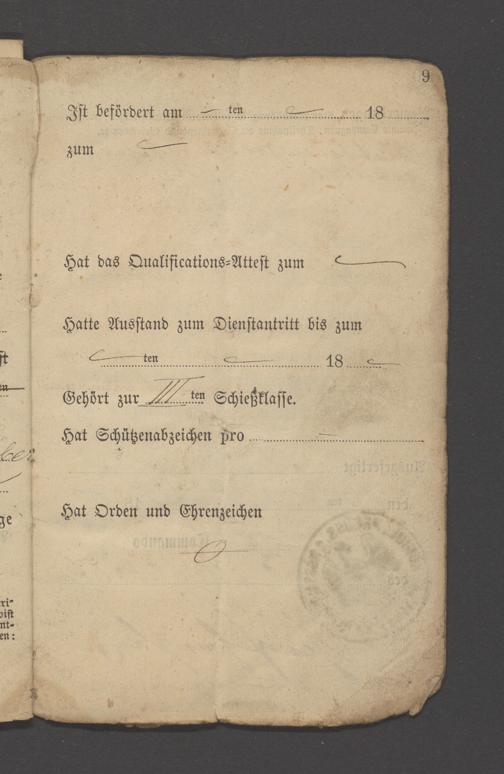 9
Ist befördert am – ten 18
zum
Hat das Qualifications-Attest zum
Hatte Ausstand zum Dienstantritt bis zum
ten 18
Gehört zur III ten Schießklasse.
Hat Schützenabzeichen pro –
Hat Orden und Ehrenzeichen
0